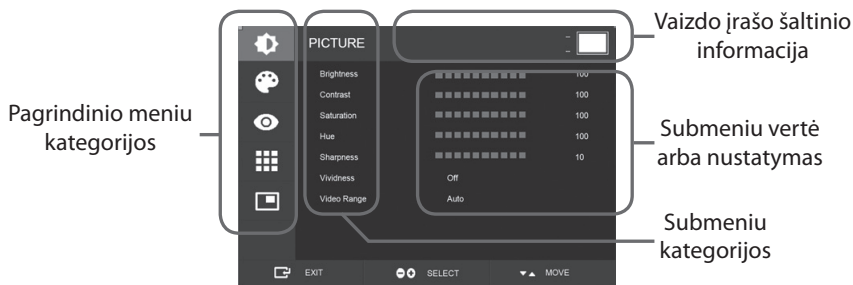 Vaizdo įrašo šaltinio
informacija
Pagrindinio meniu
kategorijos
PICTURE
Brightness 100
Contrast 100
Saturation 100
Hue 100
Sharpness 10
Vividness Off
Video Range Auto
Submeniu vertė
arba nustatymas
Submeniu
kategorijos
EXIT SELECT MOVE